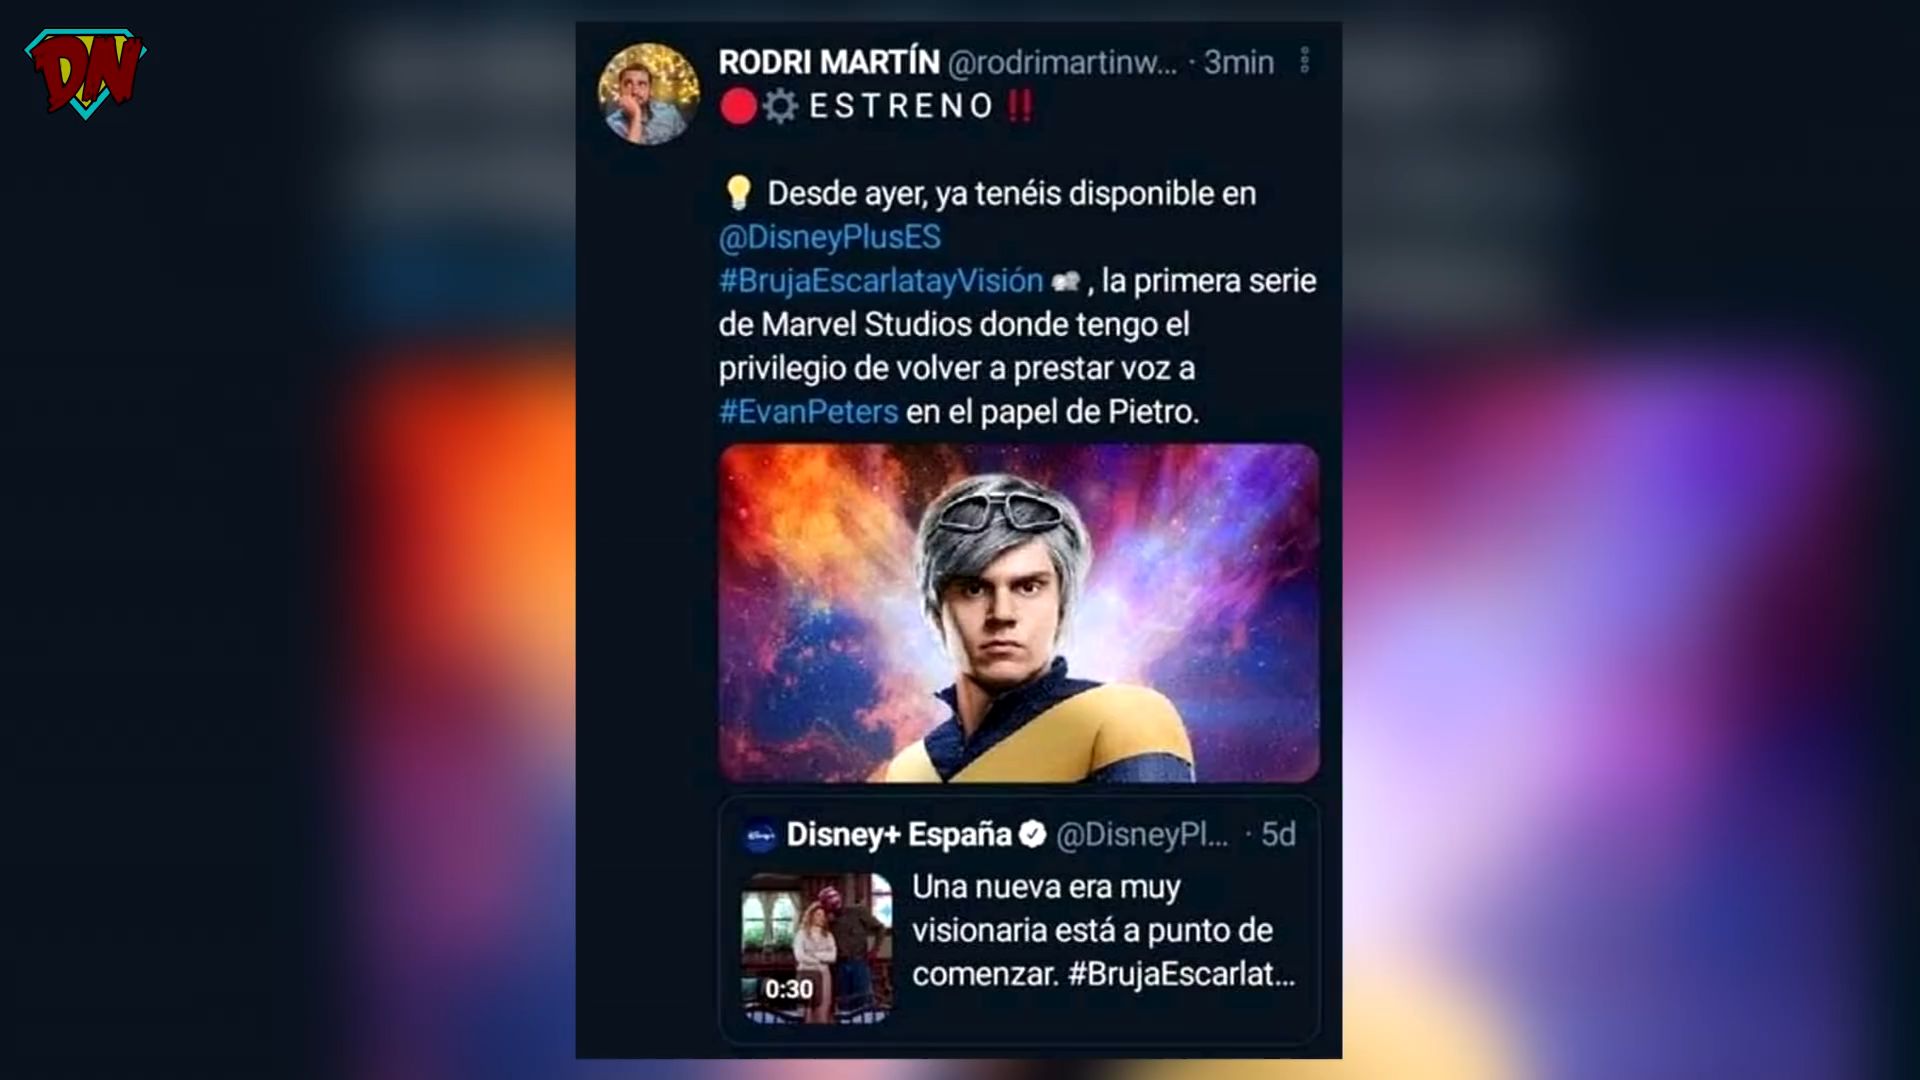 DN
RODRI MARTÍN @rodrimartinw... · 3min
🔴⚙ E S T R E N O ‼
💡 Desde ayer, ya tenéis disponible en
@DisneyPlusES
#BrujaEscarlatayVisión , la primera serie
de Marvel Studios donde tengo el
privilegio de volver a prestar voz a
#EvanPeters en el papel de Pietro.
Disney+ España @DisneyPl... · 5d
Una nueva era muy
visionaria está a punto de
comenzar. #BrujaEscarlat...
0:30